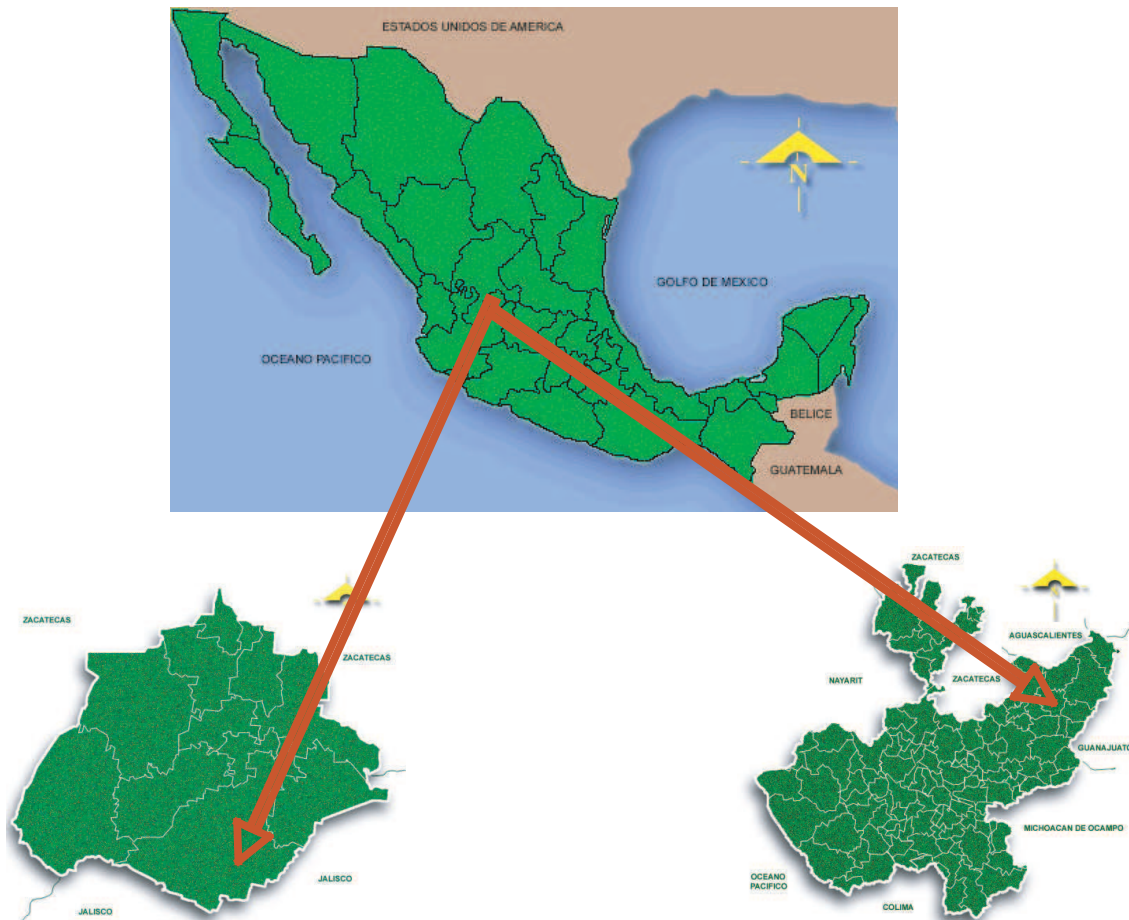 ESTADOS UNIDOS DE AMERICA
N
GOLFO DE MEXICO
OCEANO PACIFICO
BELICE
GUATEMALA
ZACATECAS
ZACATECAS
JALISCO
JALISCO
ZACATECAS
AGUASCALIENTES
NAYARIT
ZACATECAS
GUANAJUATO
MICHOACAN DE OCAMPO
OCEANO
PACIFICO
COLIMA